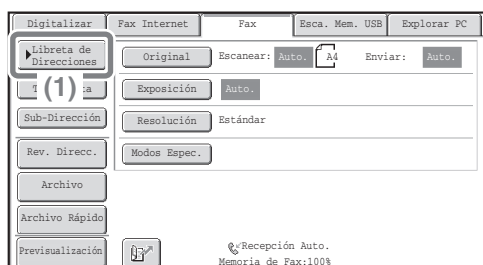 Digitalizar Fax Internet Fax Esca. Mem. USB Explorar PC
Libreta de
Direcciones
Original Escanear: Auto. A4 Enviar: Auto.
(1)
Exposición Auto.
Sub-Dirección Resolución Estándar
Rev. Direcc. Modos Espec.
Archivo
Archivo Rápido
Previsualización Recepción Auto.
Memoria de Fax:100%